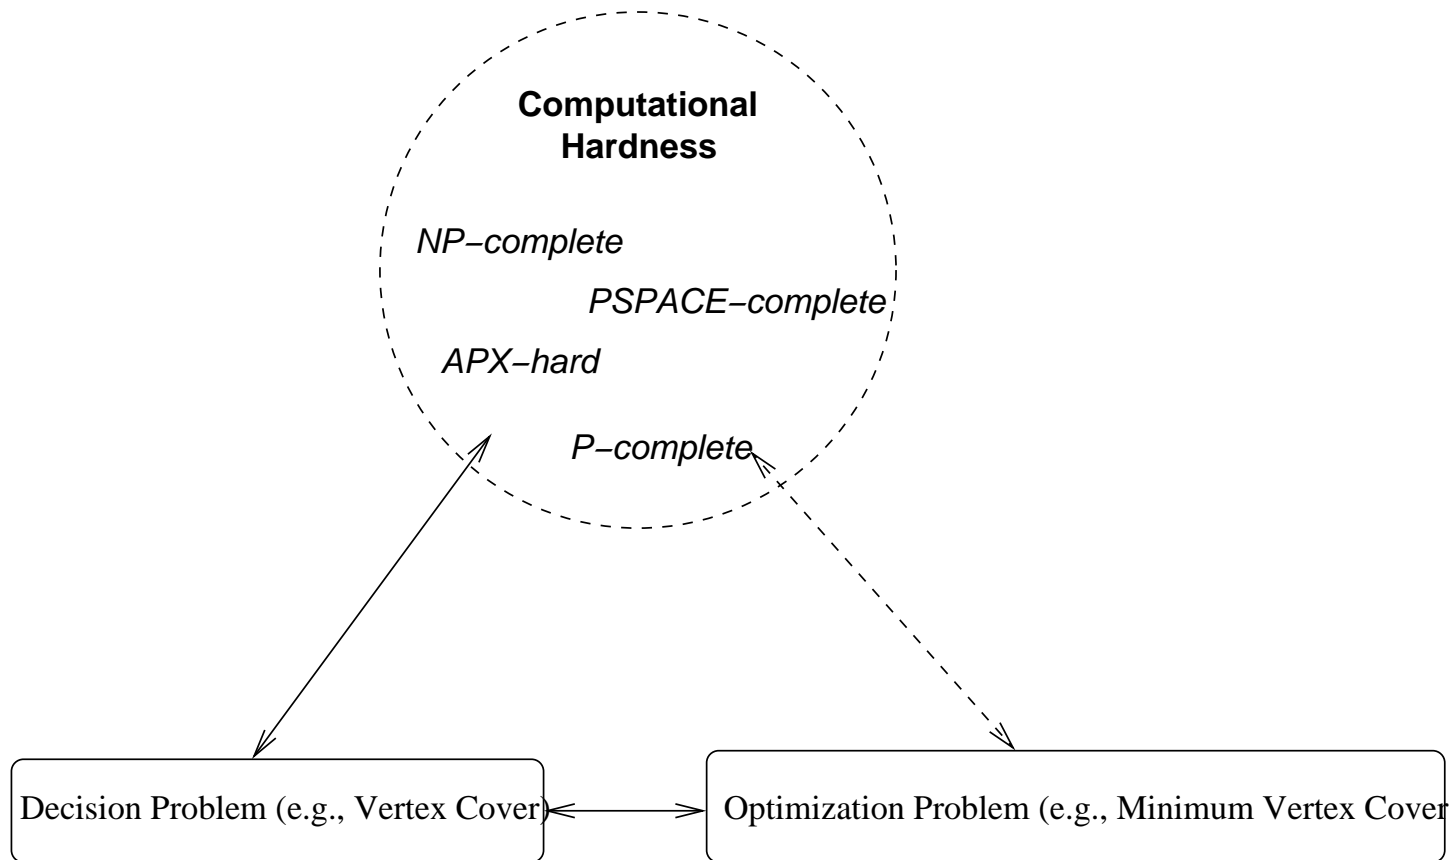 Computational
Hardness
NP–complete
PSPACE–complete
APX–hard
P–complete
Decision Problem (e.g., Vertex Cover)
Optimization Problem (e.g., Minimum Vertex Cover